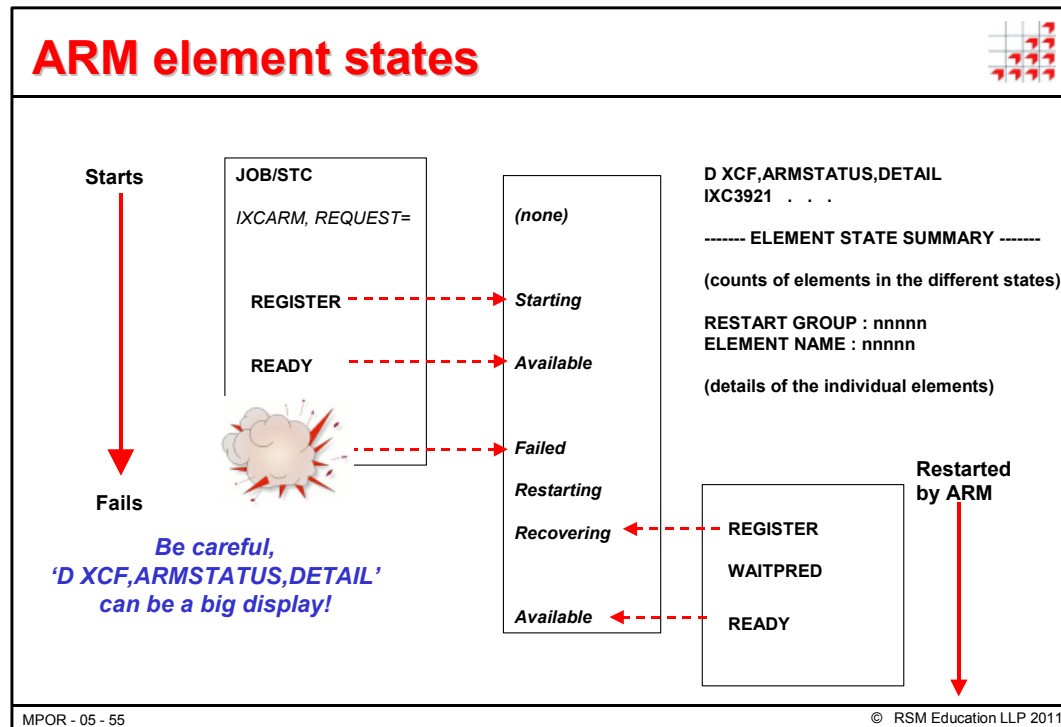 ARM element states
Starts
Fails
JOB/STC
IXCARM, REQUEST=
REGISTER
READY
(none)
Starting
Available
Failed
Restarting
Recovering
Available
D XCF,ARMSTATUS,DETAIL
IXC3921 . . .
------- ELEMENT STATE SUMMARY -------
(counts of elements in the different states)
RESTART GROUP : nnnnn
ELEMENT NAME : nnnnn
(details of the individual elements)
Restarted
by ARM
REGISTER
WAITPRED
READY
Be careful,
‘D XCF,ARMSTATUS,DETAIL’
can be a big display!
MPOR - 05 - 55
© RSM Education LLP 2011